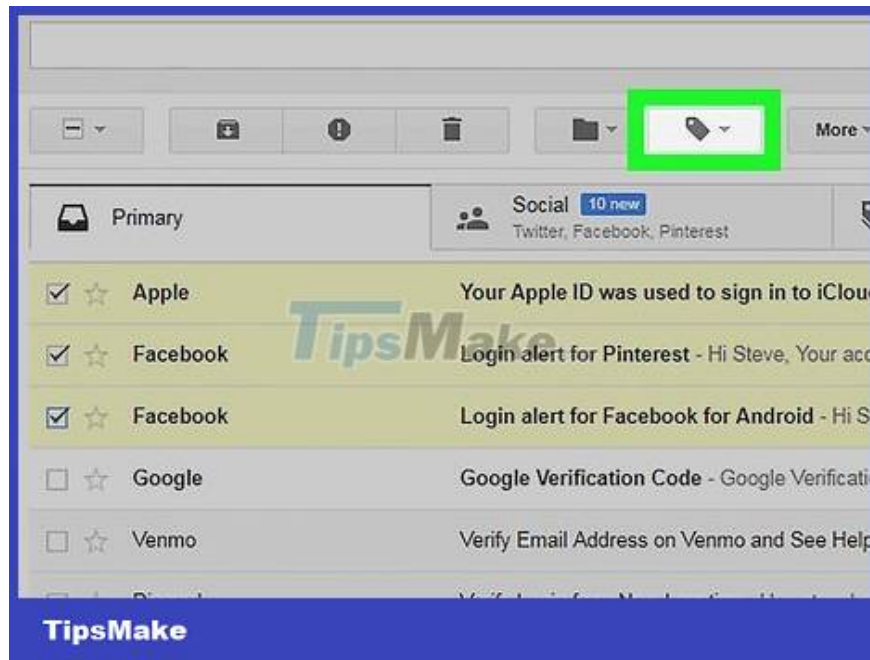 More
Primary
Social 10 new
Twitter, Facebook, Pinterest
Apple Your Apple ID was used to sign in to iClou
TipsMake
Facebook Login alert for Pinterest - Hi Steve, Your acc
Facebook Login alert for Facebook for Android - Hi S
Google Google Verification Code - Google Verificati
Venmo Verify Email Address on Venmo and See Help
TipsMake